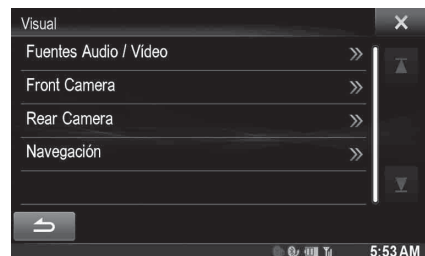 Visual
Fuentes Audio / Vídeo
Front Camera
Rear Camera
Navegación
5:53 AM